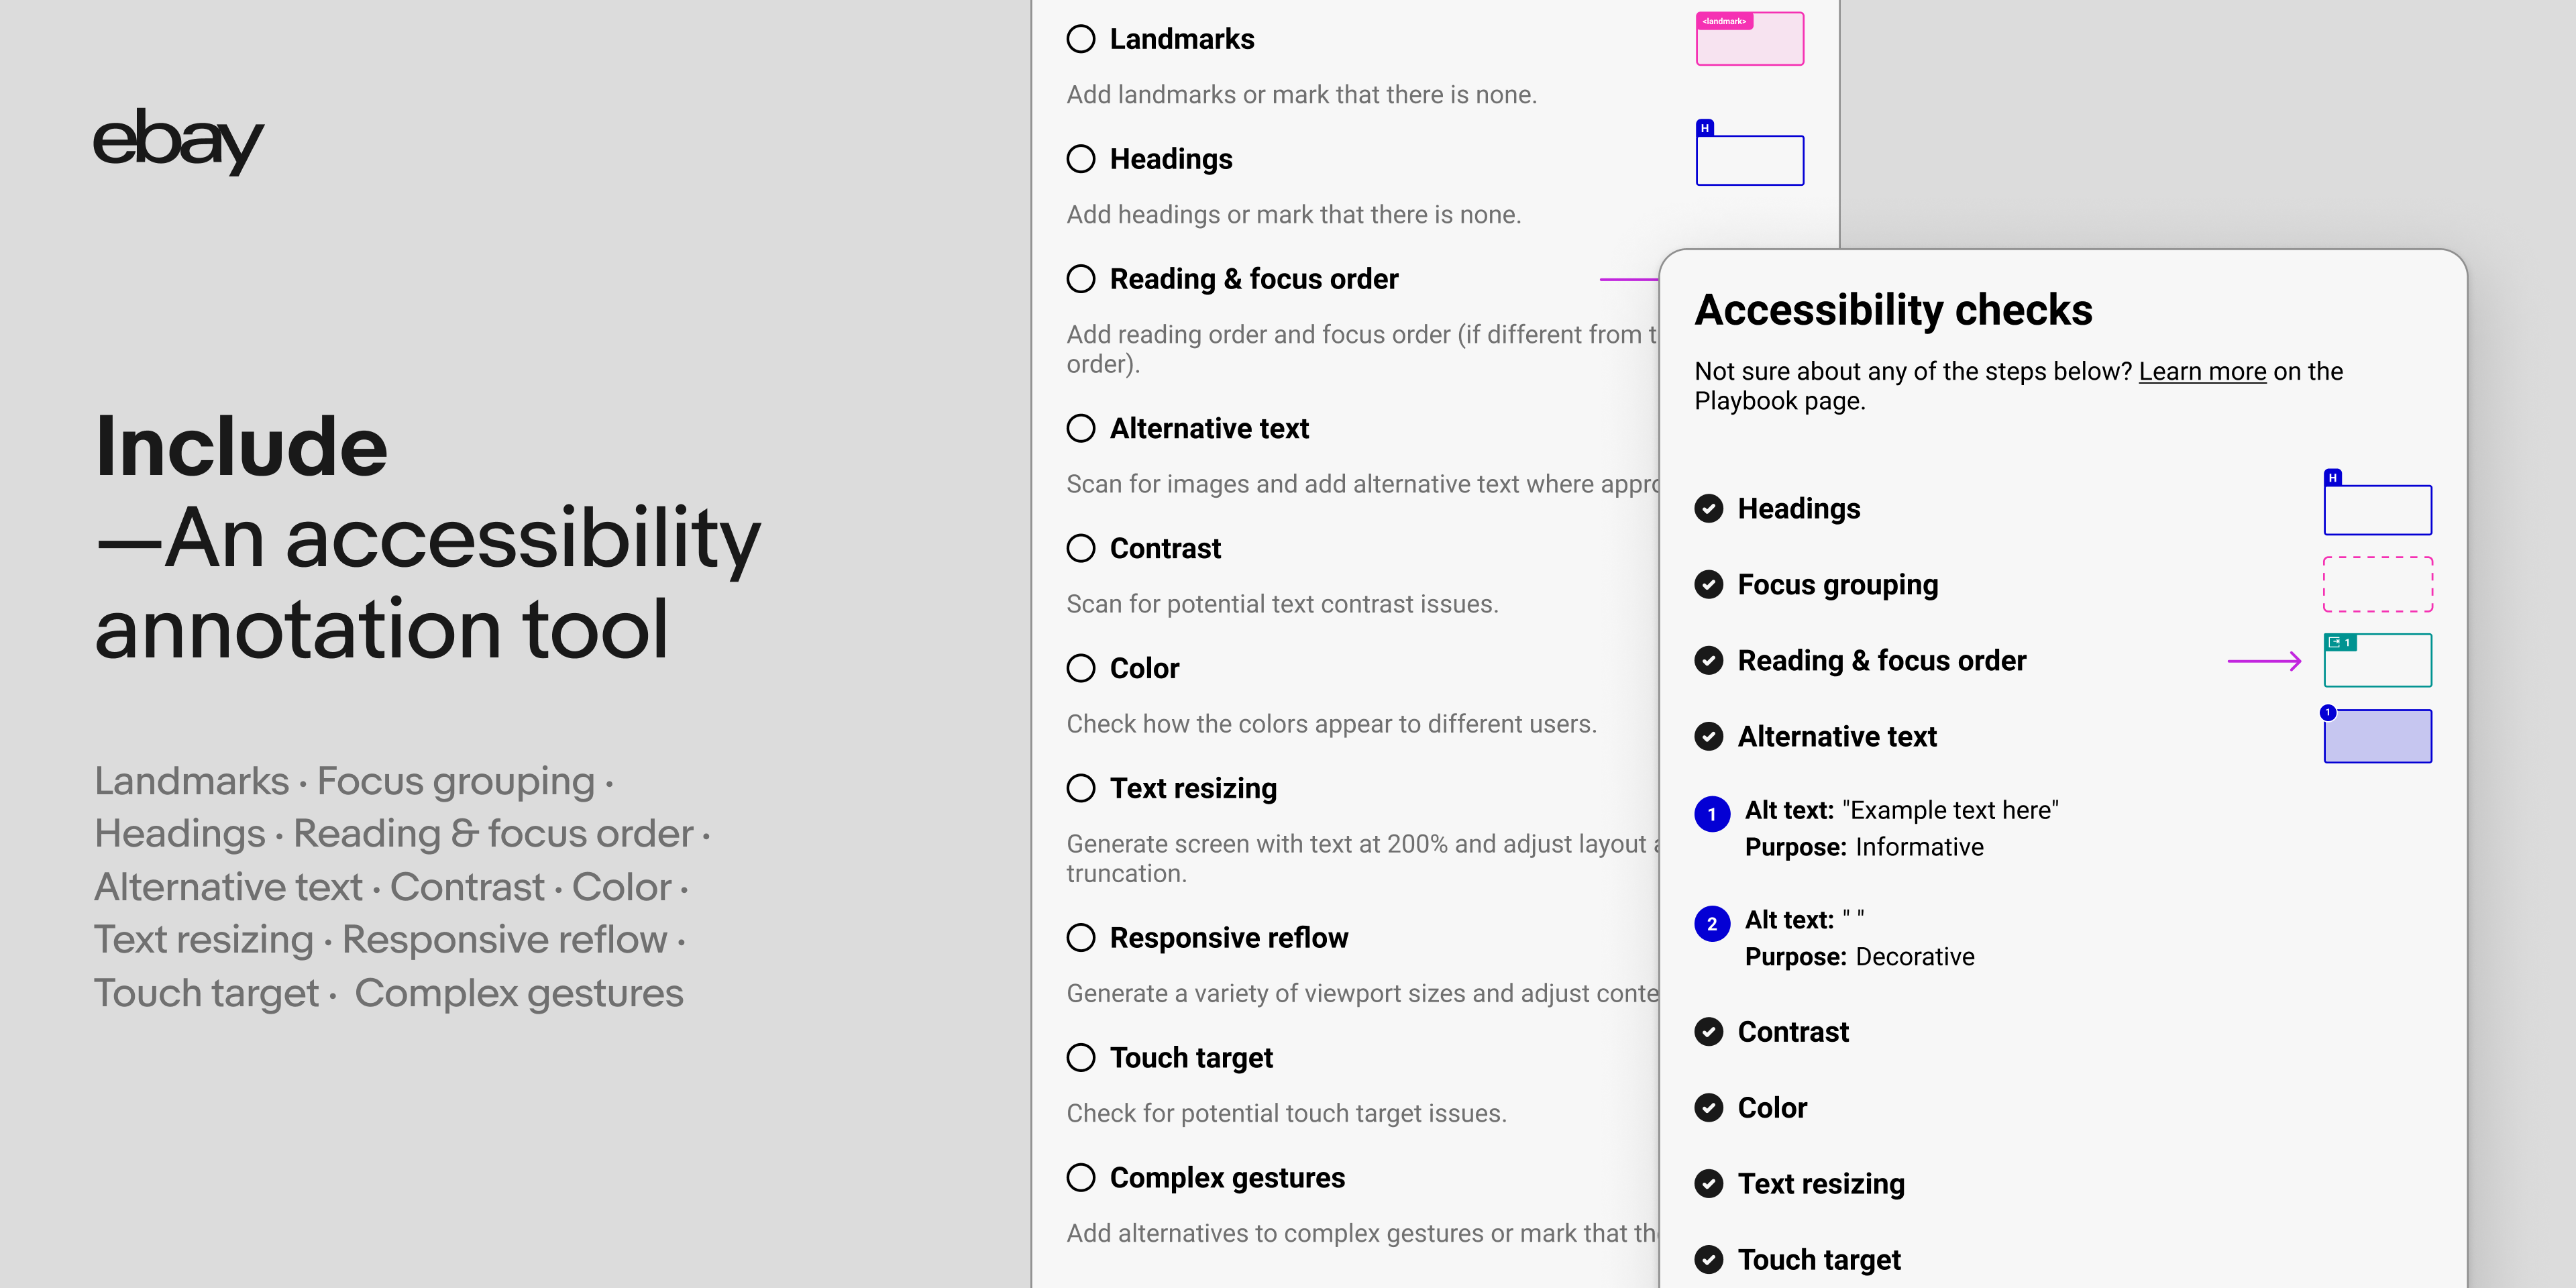 ebay
Include
—An accessibility
annotation tool
Landmarks · Focus grouping ·
Headings · Reading & focus order ·
Alternative text · Contrast · Color ·
Text resizing · Responsive reflow ·
Touch target · Complex gestures
Landmarks
<landmark>
Add landmarks or mark that there is none.
Headings
H
Add headings or mark that there is none.
Reading & focus order
Add reading order and focus order (if different from
order).
Alternative text
Scan for images and add alternative text where
Contrast
Scan for potential text contrast issues.
Color
Check how the colors appear to different users.
Text resizing
Generate screen with text at 200% and adjust layout
truncation.
Responsive reflow
Generate a variety of viewport sizes and adjust
Touch target
Check for potential touch target issues.
Complex gestures
Add alternatives to complex gestures or mark that
Accessibility checks
Not sure about any of the steps below? Learn more on the
Playbook page.
Headings
H
Focus grouping
Reading & focus order
1
Alternative text
1
1 Alt text: "Example text here"
Purpose: Informative
2 Alt text: " "
Purpose: Decorative
Contrast
Color
Text resizing
Touch target